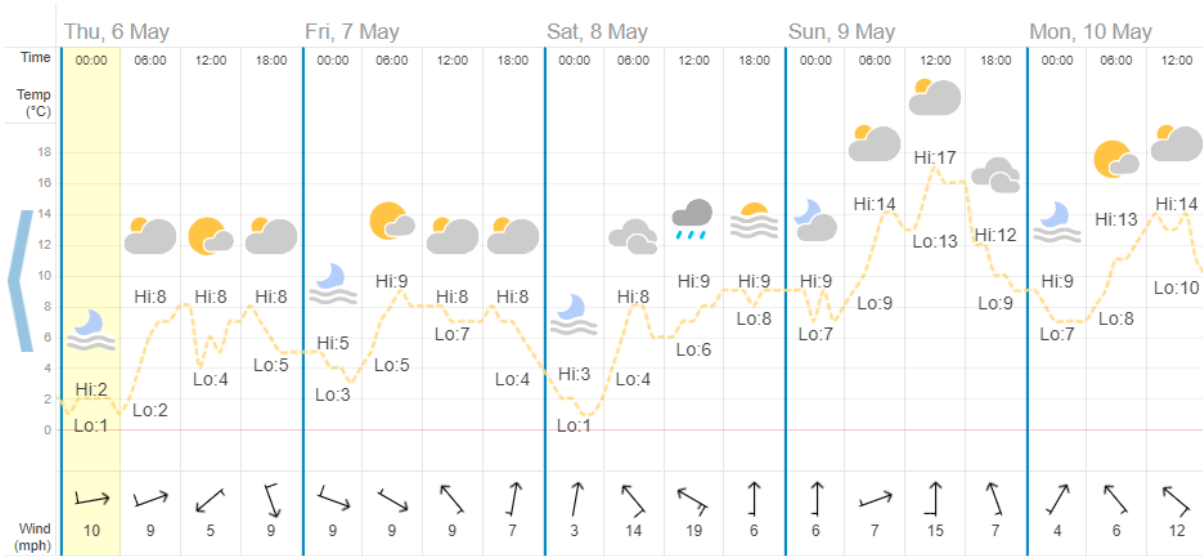 Thu, 6 May Fri, 7 May Sat, 8 May Sun, 9 May Mon, 10 May
Time 00:00 06:00 12:00 18:00 00:00 06:00 12:00 18:00 00:00 06:00 12:00 18:00 00:00 06:00 12:00 18:00 00:00 06:00 12:00
Temp
(°C)
18
Hi:17
16
14 Hi:14 Hi:13 Hi:14
12 Lo:13 Hi:12
10 Hi:8 Hi:8 Hi:8 Hi:9 Hi:8 Hi:8 Hi:8 Hi:9 Hi:9 Hi:9 Lo:9 Lo:9 Hi:9 Lo:10
8 Lo:8 Lo:8
6 Hi:5 Lo:7 Lo:6 Lo:7 Lo:7
4 Lo:5 Lo:5
2 Hi:2 Lo:2 Lo:4 Lo:3 Lo:4 Hi:3 Lo:4
0 Lo:1 Lo:1
Wind
(mph)
10 9 5 9 9 9 9 7 3 14 19 6 6 7 15 7 4 6 12